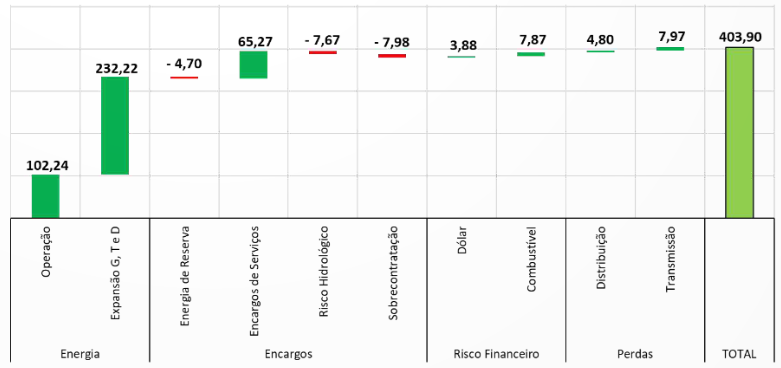 102,24
232,22
- 4,70
65,27
- 7,67
- 7,98
3,88
7,87
4,80
7,97
403,90
Operação
Expansão G, T e D
Energia de Reserva
Encargos de Serviços
Risco Hidrológico
Sobrecontratação
Dólar
Combustível
Distribuição
Transmissão
Energia
Encargos
Risco Financeiro
Perdas
TOTAL